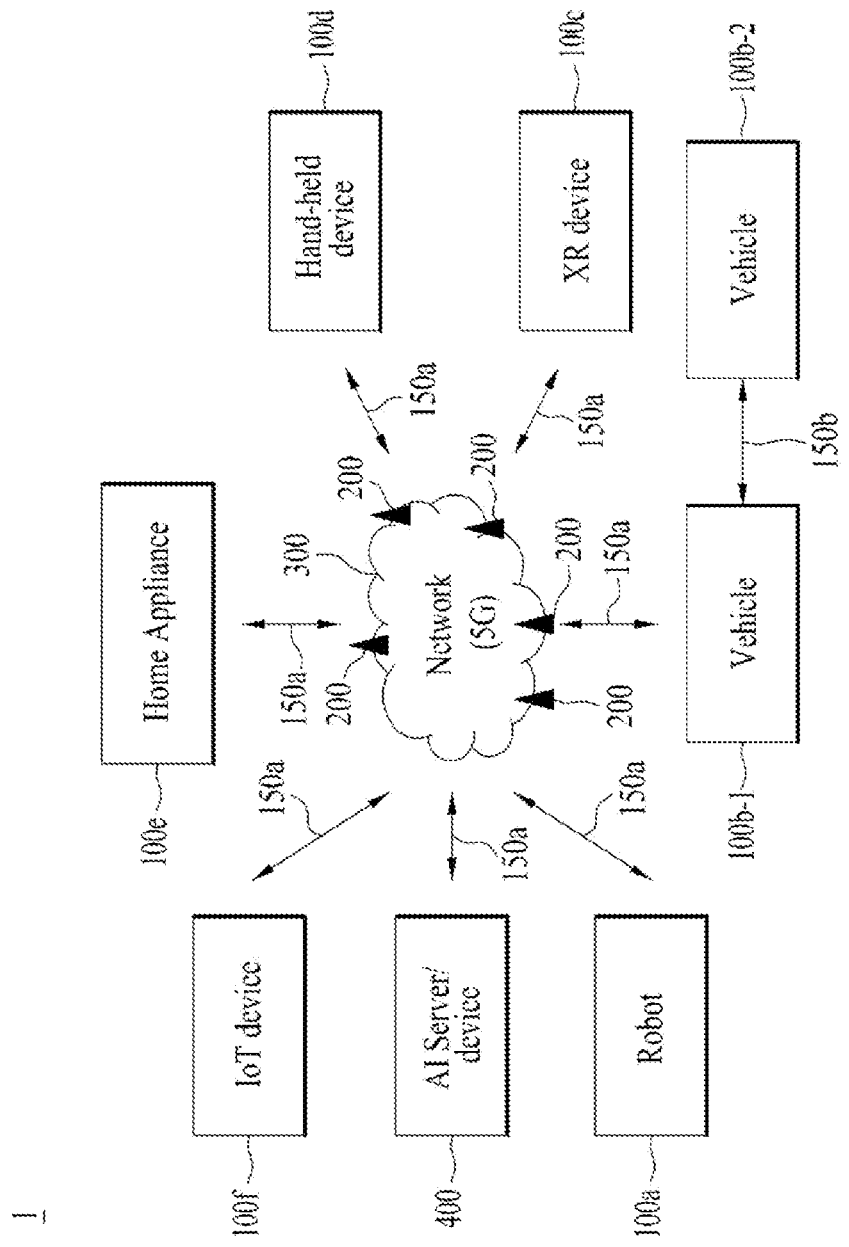 1
100e
Home Appliance
100f
IoT device
150a
150a
300
Hand-held
device
100d
200
200
150a
400
AI Server/
device
Network
(5G)
200
150a
200
200
150a
XR device
100c
150a
150a
100a
Robot
100b-1
Vehicle
Vehicle
100b-2
150b